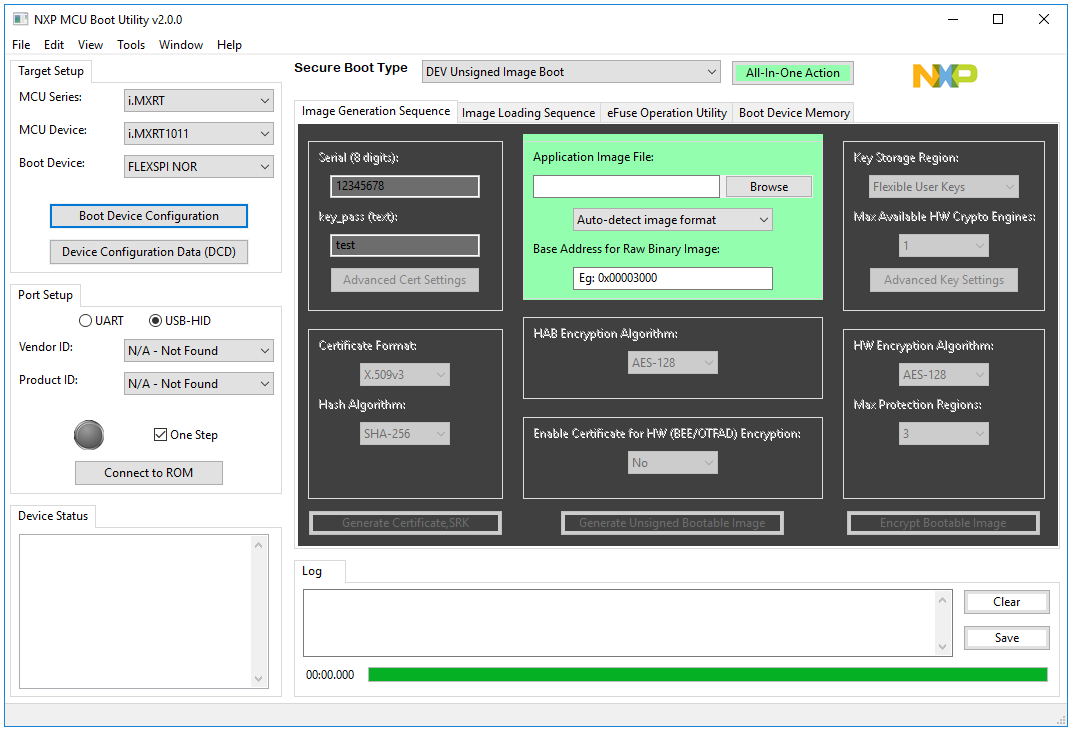 NXP MCU Boot Utility v2.0.0
File Edit View Tools Window Help
Target Setup
MCU Series: i.MXRT
MCU Device: i.MXRT1011
Boot Device: FLEXSPI NOR
Boot Device Configuration
Device Configuration Data (DCD)
Port Setup
UART USB-HID
Vendor ID: N/A - Not Found
Product ID: N/A - Not Found
One Step
Connect to ROM
Device Status
Secure Boot Type DEV Unsigned Image Boot All-In-One Action
NXP
Image Generation Sequence Image Loading Sequence eFuse Operation Utility Boot Device Memory
Serial (8 digits):
12345678
key_pass (text):
test
Advanced Cert Settings
Certificate Format:
X.509v3
Hash Algorithm:
SHA-256
Generate Certificate,SRK
Application Image File:
Browse
Auto-detect image format
Base Address for Raw Binary Image:
Eg: 0x00003000
HAB Encryption Algorithm:
AES-128
Enable Certificate for HW (BEE/OTFAD) Encryption:
No
Generate Unsigned Bootable Image
Key Storage Region:
Flexible User Keys
Max Available HW Crypto Engines:
1
Advanced Key Settings
HW Encryption Algorithm:
AES-128
Max Protection Regions:
3
Encrypt Bootable Image
Log
Clear
Save
00:00.000